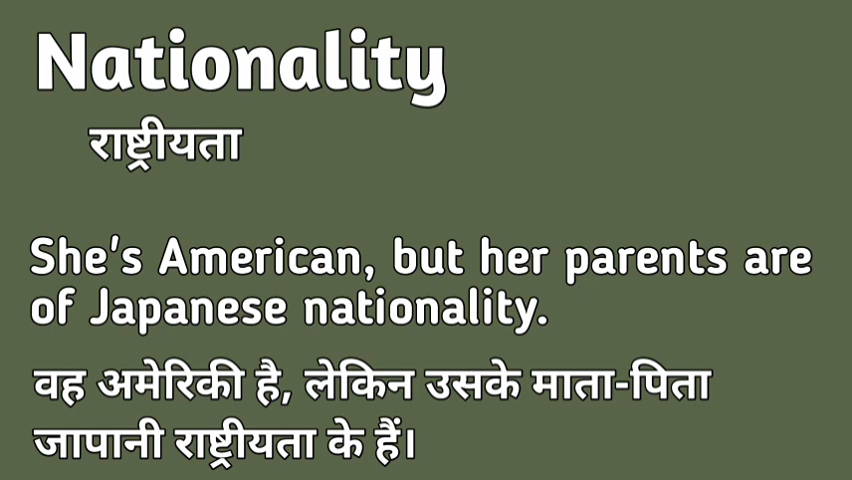 Nationality
राष्ट्रीयता
She's American, but her parents are
of Japanese nationality.
वह अमेरिकी है, लेकिन उसके माता-पिता
जापानी राष्ट्रीयता के हैं।